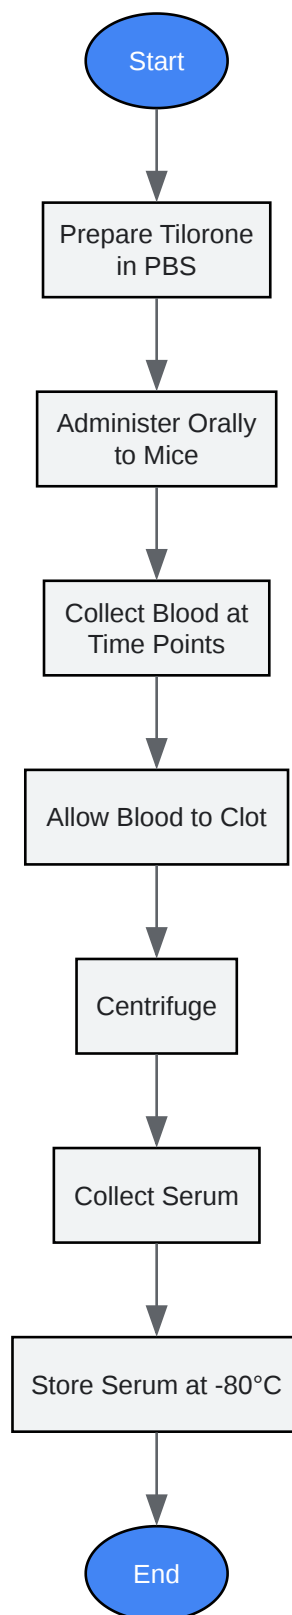 Start
Prepare Tilorone
in PBS
Administer Orally
to Mice
Collect Blood at
Time Points
Allow Blood to Clot
Centrifuge
Collect Serum
Store Serum at -80°C
End